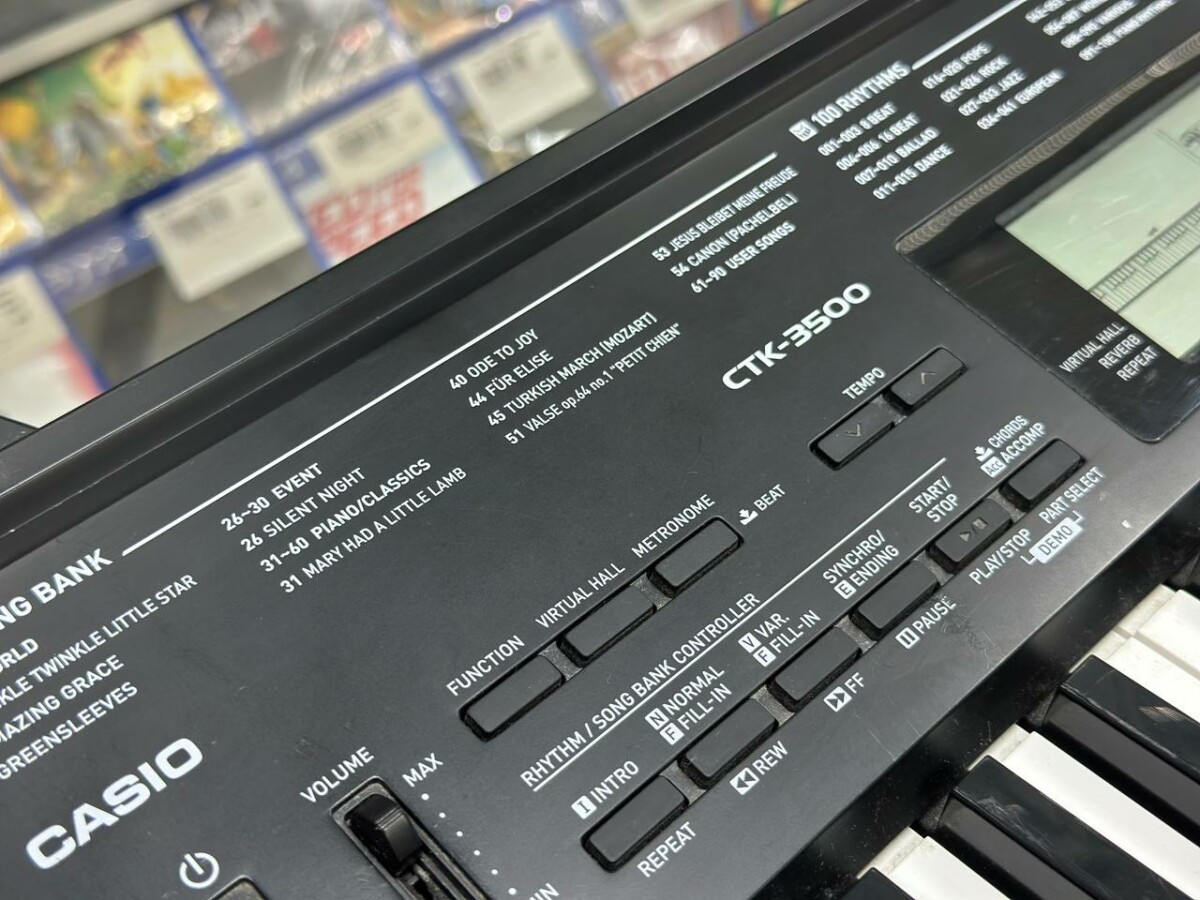 NG BANK
ORLD
KLE TWINKLE LITTLE STAR
AZING GRACE
GREENSLEEVES
26~30 EVENT
26 SILENT NIGHT
31~60 PIANO/CLASSICS
31 MARY HAD A LITTLE LAMB
40 ODE TO JOY
44 FÜR ELISE
45 TURKISH MARCH (MOZART)
51 VALSE op.64 no.1 "PETIT CHIEN"
53 JESUS BLEIBET MEINE FREUDE
54 CANON (PACHELBEL)
61~90 USER SONGS
100 RHYTHMS
001-003 8 BEAT
004-006 16 BEAT
007-010 BALLAD
011-015 DANCE
016-020 POPS
021-026 ROCK
027-033 JAZZ
034-041 EUROPEAN
CTK-3500
TEMPO
VIRTUAL HALL
REVERB
REPEAT
FUNCTION
VIRTUAL HALL
METRONOME
BEAT
RHYTHM / SONG BANK CONTROLLER
I INTRO
REPEAT
N NORMAL
F FILL-IN
REW
V VAR.
F FILL-IN
FF
SYNCHRO/
E ENDING
PAUSE
START/
STOP
PLAY/STOP
CHORDS
Acc ACCOMP
PART SELECT
DEMO
CASIO
VOLUME
MAX
MIN